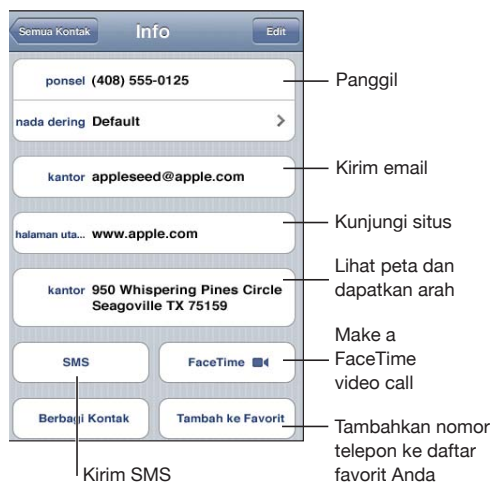 Semua Kontak Info Edit
ponsel (408) 555-0125
Panggil
nada dering Default
kantor appleseed@apple.com
Kirim email
halaman uta... www.apple.com
Kunjungi situs
kantor 950 Whispering Pines Circle
Seagoville TX 75159
Lihat peta dan
dapatkan arah
SMS
FaceTime
Make a
FaceTime
video call
Berbagi Kontak
Tambah ke Favorit
Tambahkan nomor
telepon ke daftar
favorit Anda
Kirim SMS